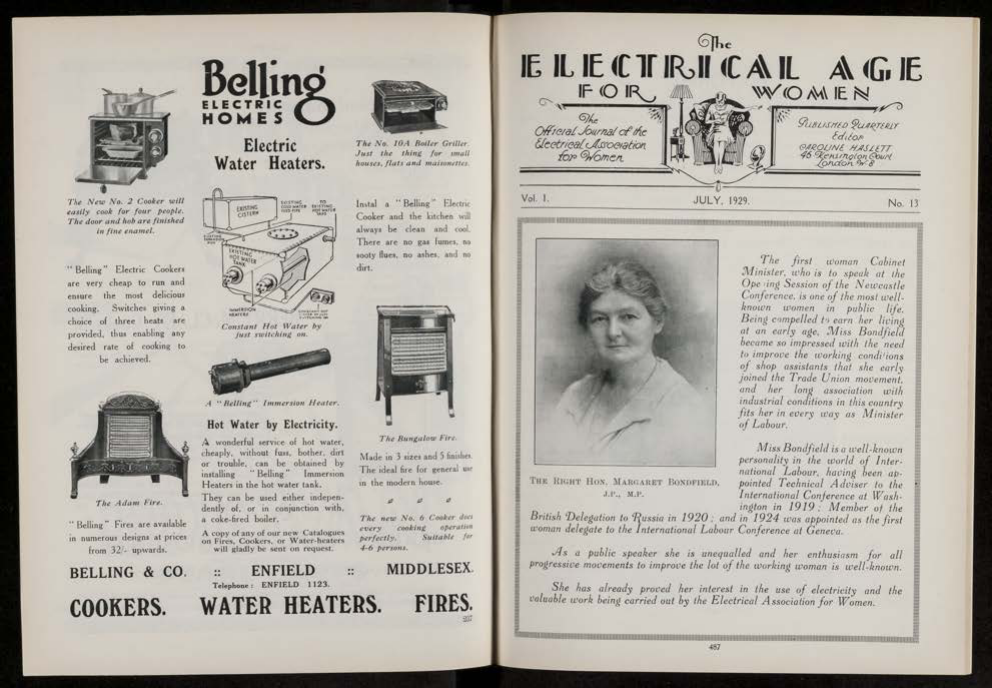 Belling
ELECTRIC
HOMES
Electric
Water Heaters.
The New No. 2 Cooker will
easily cook for four people.
The door and hob are finished
in fine enamel.
"Belling" Electric Cookers
are very cheap to run and
ensure the most delicious
cooking. Switches giving a
choice of three heats are
provided, thus enabling any
desired rate of cooking to
be achieved.
The Adam Fire.
"Belling" Fires are available
in numerous designs at prices
from 32/- upwards.
EXISTING
CISTERN
EXISTING
HOT WATER
TANK
IMMERSION
HEATERS
Constant Hot Water by
just switching on.
A "Belling" Immersion Heater.
Hot Water by Electricity.
A wonderful service of hot water,
cheaply, without fuss, bother, dirt
or trouble, can be obtained by
installing "Belling" Immersion
Heaters in the hot water tank.
They can be used either indepen-
dently of, or in conjunction with,
a coke-fired boiler.
A copy of any of our new Catalogues
on Fires, Cookers, or Water-heaters
will gladly be sent on request.
The No. 10A Boiler Griller.
Just the thing for small
houses, flats and maisonettes.
Instal a "Belling" Electric
Cooker and the kitchen will
always be clean and cool.
There are no gas fumes, no
sooty flues, no ashes, and no
dirt.
The Bungalow Fire.
Made in 3 sizes and 5 finishes
The ideal fire for general use
in the modern house.
The new No. 6 Cooker does
every cooking operation
perfectly. Suitable for
4-6 persons.
BELLING & CO. :: ENFIELD :: MIDDLESEX.
Telephone: ENFIELD 1123.
COOKERS. WATER HEATERS. FIRES.
The
ELECTRICAL AGE
FOR WOMEN
The
Official Journal of the
Electrical Association
for Women
PUBLISHED QUARTERLY
Editor
CAROLINE HASLETT
46 Kensington Court
London W·8
Vol. 1. JULY, 1929. No. 13
THE RIGHT HON. MARGARET BONDFIELD,
J.P., M.P.
The first woman Cabinet
Minister, who is to speak at the
Opening Session of the Newcastle
Conference, is one of the most well-
known women in public life.
Being compelled to earn her living
at an early age, Miss Bondfield
became so impressed with the need
to improve the working conditions
of shop assistants that she early
joined the Trade Union movement,
and her long association with
industrial conditions in this country
fits her in every way as Minister
of Labour.
Miss Bondfield is a well-known
personality in the world of Inter-
national Labour, having been ap-
pointed Technical Adviser to the
International Conference at Wash-
ington in 1919; Member of the
British Delegation to Russia in 1920; and in 1924 was appointed as the first
woman delegate to the International Labour Conference at Geneva.
As a public speaker she is unequalled and her enthusiasm for all
progressive movements to improve the lot of the working woman is well-known.
She has already proved her interest in the use of electricity and the
valuable work being carried out by the Electrical Association for Women.
487